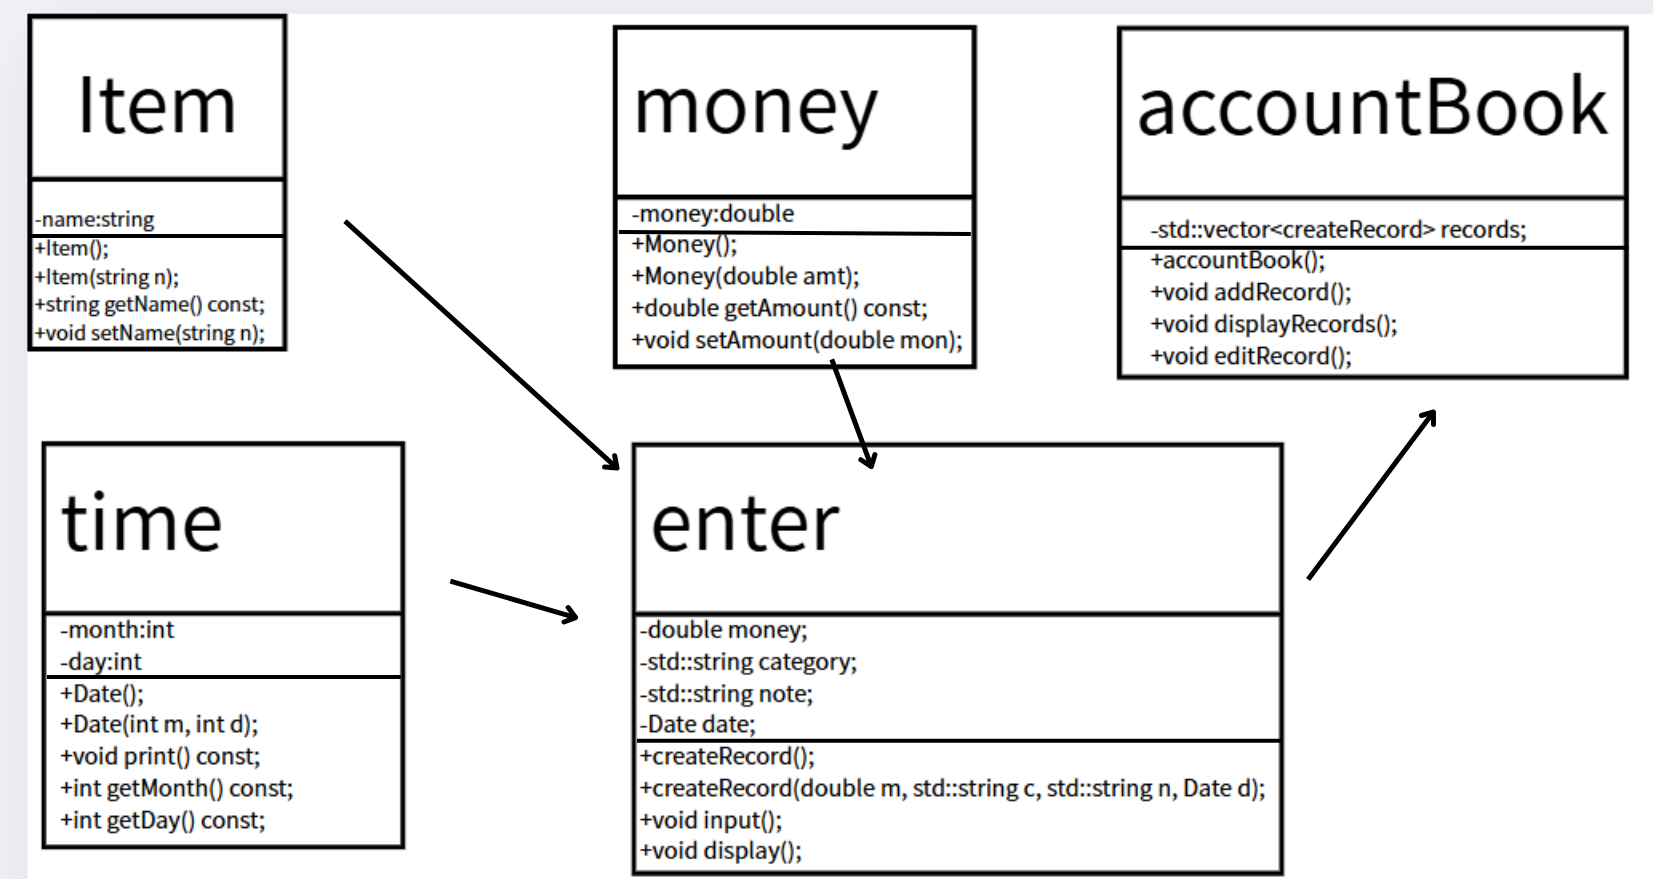 Item
-name:string
+Item();
+Item(string n);
+string getName() const;
+void setName(string n);
money
-money:double
+Money();
+Money(double amt);
+double getAmount() const;
+void setAmount(double mon);
accountBook
-std::vector<createRecord> records;
+accountBook();
+void addRecord();
+void displayRecords();
+void editRecord();
time
-month:int
-day:int
+Date();
+Date(int m, int d);
+void print() const;
+int getMonth() const;
+int getDay() const;
enter
-double money;
-std::string category;
-std::string note;
-Date date;
+createRecord();
+createRecord(double m, std::string c, std::string n, Date d);
+void input();
+void display();